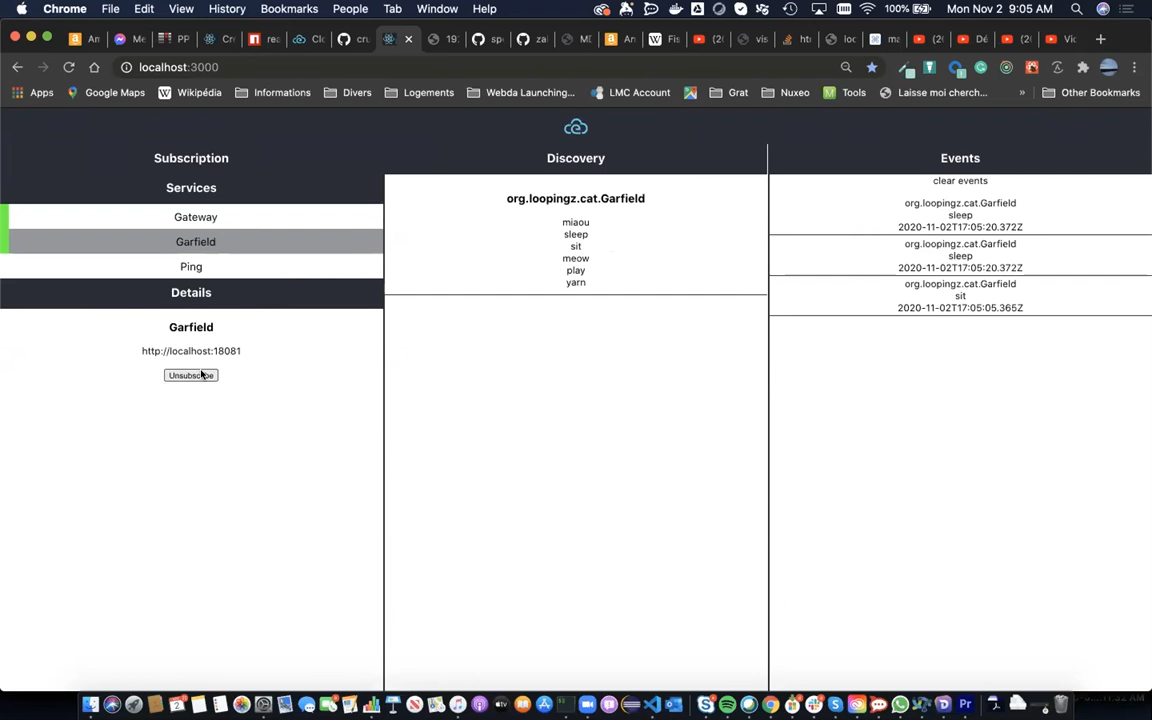 Chrome File Edit View History Bookmarks People Tab Window Help 100% Mon Nov 2 9:05 AM
localhost:3000
Apps Google Maps Wikipédia Informations Divers Logements Webda Launching... LMC Account Grat Nuxeo Tools Laisse moi cherch... » Other Bookmarks
Subscription
Services
Gateway
Garfield
Ping
Details
Garfield
http://localhost:18081
Discovery
org.loopingz.cat.Garfield
miaou
sleep
sit
meow
play
yarn
Events
clear events
org.loopingz.cat.Garfield
sleep
2020-11-02T17:05:20.372Z
org.loopingz.cat.Garfield
sleep
2020-11-02T17:05:20.372Z
org.loopingz.cat.Garfield
sit
2020-11-02T17:05:05.365Z